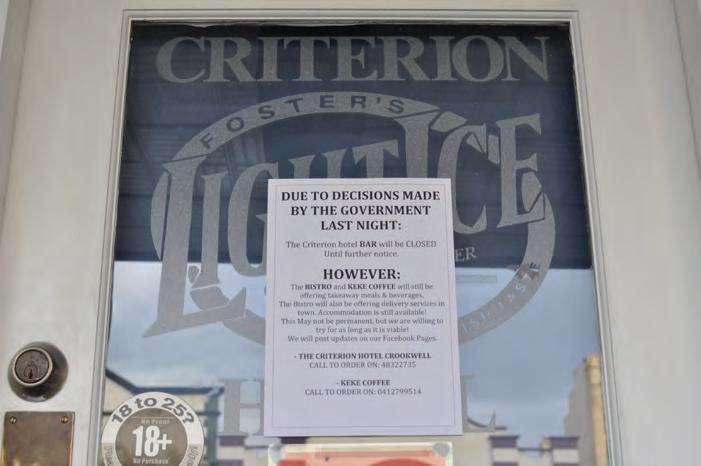 CRITERION
FOSTER'S
LIGHT ICE
DUE TO DECISIONS MADE
BY THE GOVERNMENT
LAST NIGHT:
The Criterion hotel BAR will be CLOSED
Until further notice.
HOWEVER:
The BISTRO and KEKE COFFEE will still be
offering takeaway meals & beverages.
The Bistro will also be offering delivery services in
town. Accommodation is still available!
This May not be permanent, but we are willing to
try for as long as it is viable!
We will post updates on our Facebook Pages.
- THE CRITERION HOTEL CROOKWELL
CALL TO ORDER ON: 48322735
- KEKE COFFEE
CALL TO ORDER ON: 0412799514
ER
TASTE
H L
18 to 25?
No Proof
18+
No Purchase